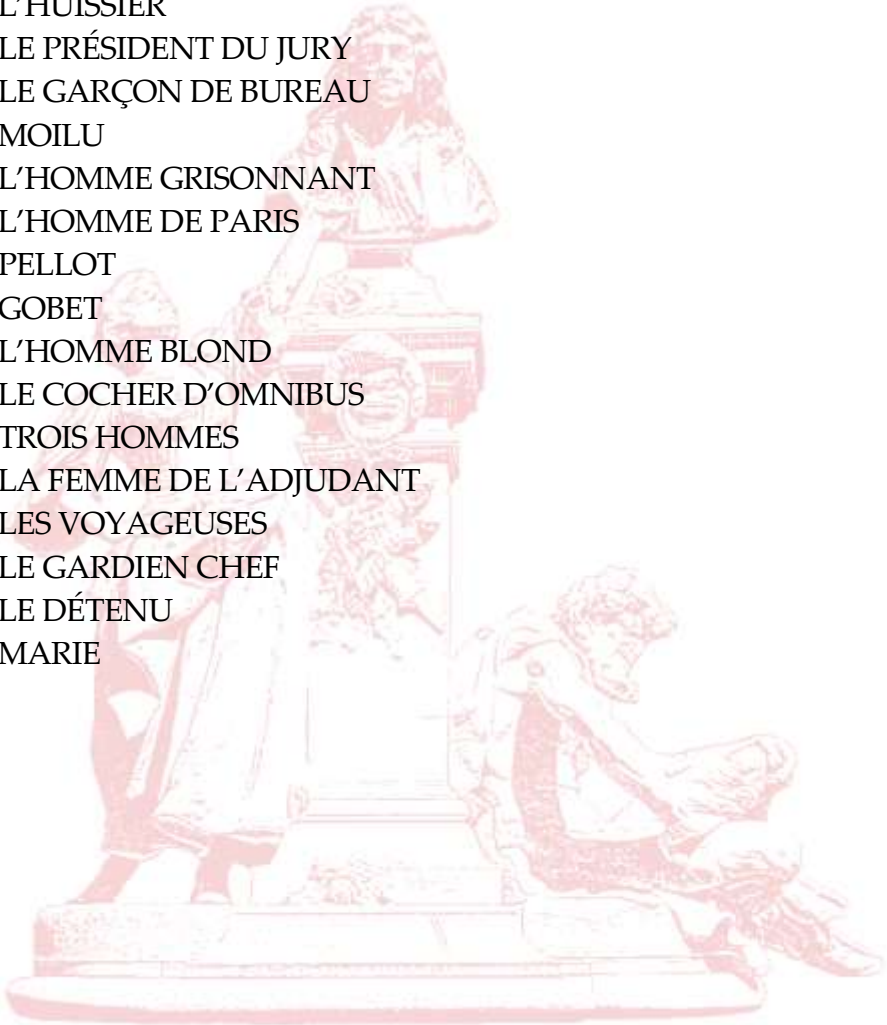 L’HUISSIER
LE PRÉSIDENT DU JURY
LE GARÇON DE BUREAU
MOILU
L’HOMME GRISONNANT
L’HOMME DE PARIS
PELLOT
GOBET
L’HOMME BLOND
LE COCHER D’OMNIBUS
TROIS HOMMES
LA FEMME DE L’ADJUDANT
LES VOYAGEUSES
LE GARDIEN CHEF
LE DÉTENU
MARIE